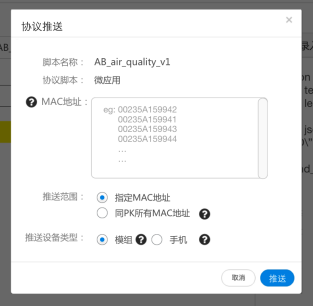 协议推送
×
脚本名称： AB_air_quality_v1
协议脚本： 微应用
? MAC地址：
eg: 00235A159942
00235A159941
00235A159943
00235A159944
...
...
推送范围： 指定MAC地址
同PK所有MAC地址 ?
推送设备类型： 模组 ? 手机 ?
取消 推送